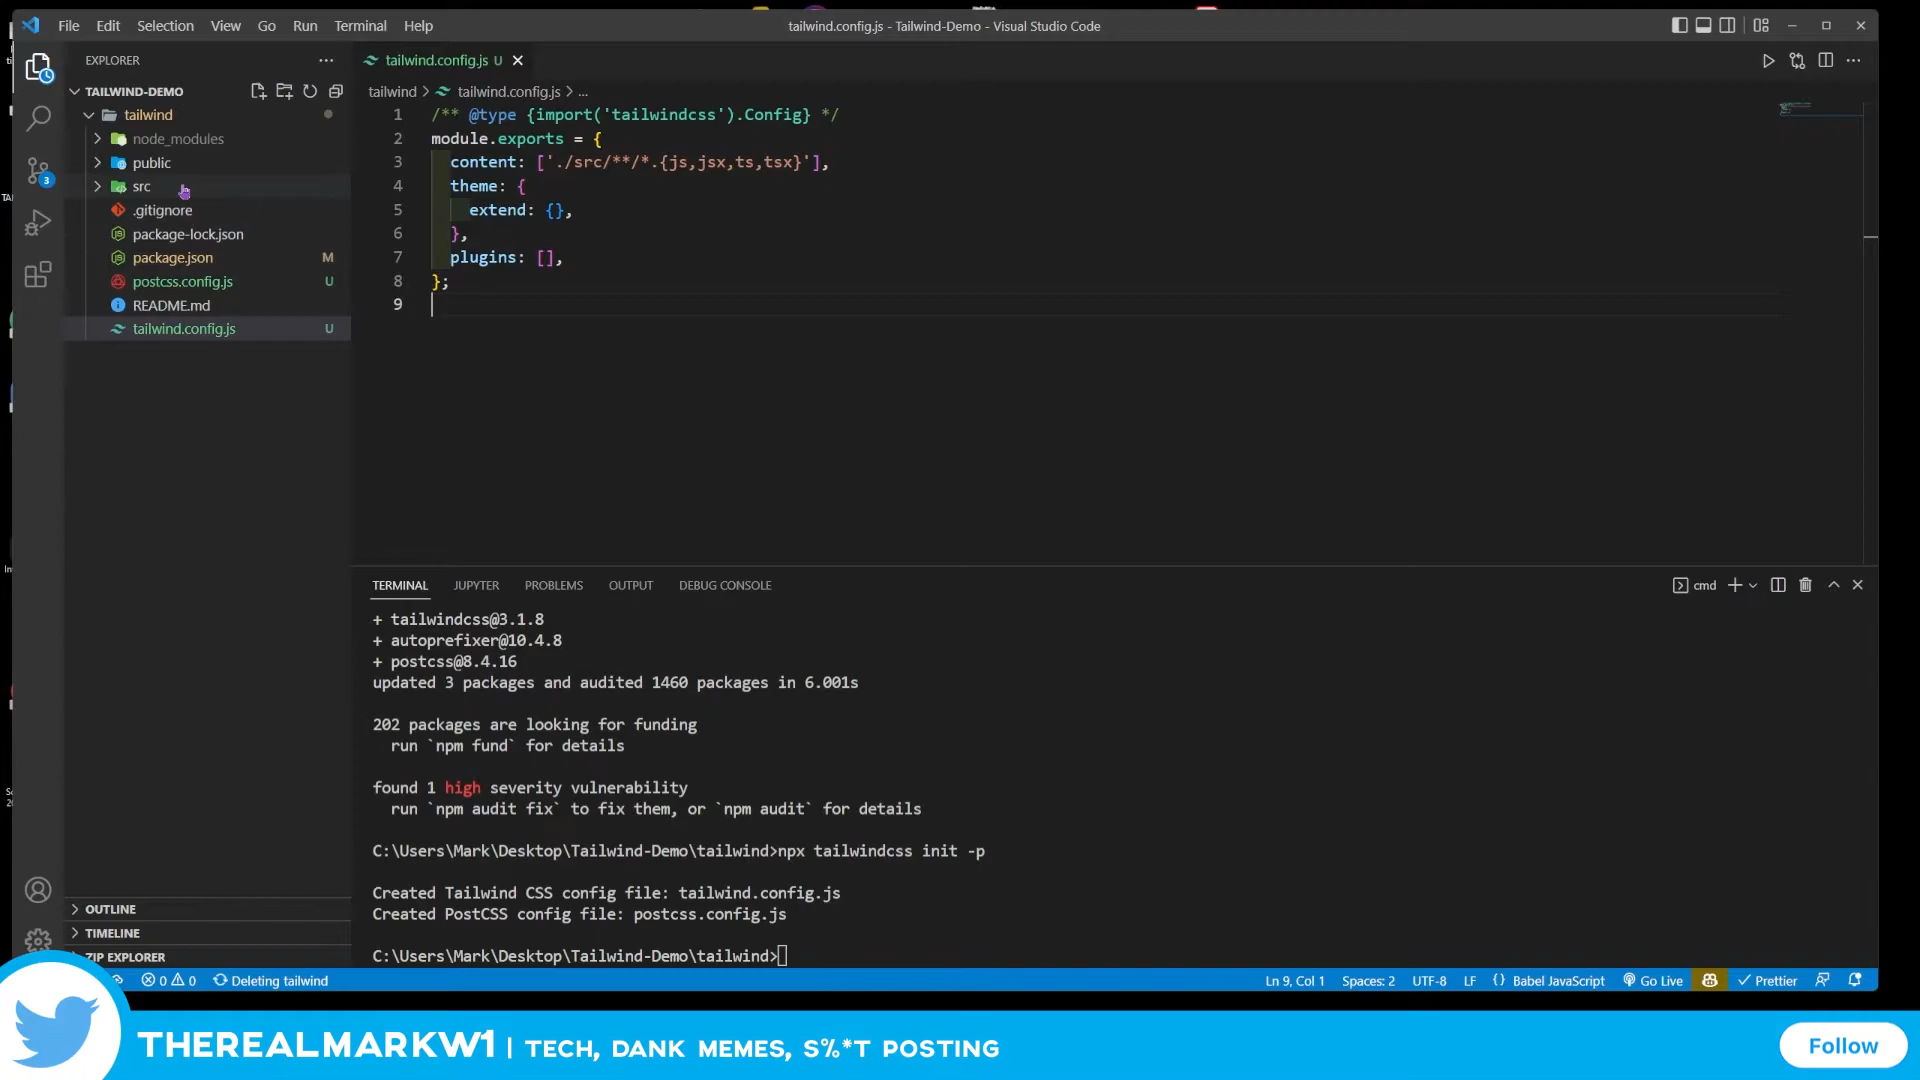 File Edit Selection View Go Run Terminal Help
tailwind.config.js - Tailwind-Demo - Visual Studio Code
EXPLORER
TAILWIND-DEMO
tailwind
node_modules
public
src
.gitignore
package-lock.json
package.json M
postcss.config.js U
README.md
tailwind.config.js U
OUTLINE
TIMELINE
ZIP EXPLORER
tailwind.config.js U
tailwind > tailwind.config.js > ...
1 /** @type {import('tailwindcss').Config} */
2 module.exports = {
3 content: ['./src/**/*.{js,jsx,ts,tsx}'],
4 theme: {
5 extend: {},
6 },
7 plugins: [],
8 };
9
TERMINAL JUPYTER PROBLEMS OUTPUT DEBUG CONSOLE
cmd
+ tailwindcss@3.1.8
+ autoprefixer@10.4.8
+ postcss@8.4.16
updated 3 packages and audited 1460 packages in 6.001s
202 packages are looking for funding
run `npm fund` for details
found 1 high severity vulnerability
run `npm audit fix` to fix them, or `npm audit` for details
C:\Users\Mark\Desktop\Tailwind-Demo\tailwind>npx tailwindcss init -p
Created Tailwind CSS config file: tailwind.config.js
Created PostCSS config file: postcss.config.js
C:\Users\Mark\Desktop\Tailwind-Demo\tailwind>
3
0 0 Deleting tailwind
Ln 9, Col 1 Spaces: 2 UTF-8 LF {} Babel JavaScript Go Live Prettier
THEREALMARKW1 | TECH, DANK MEMES, S%*T POSTING
Follow